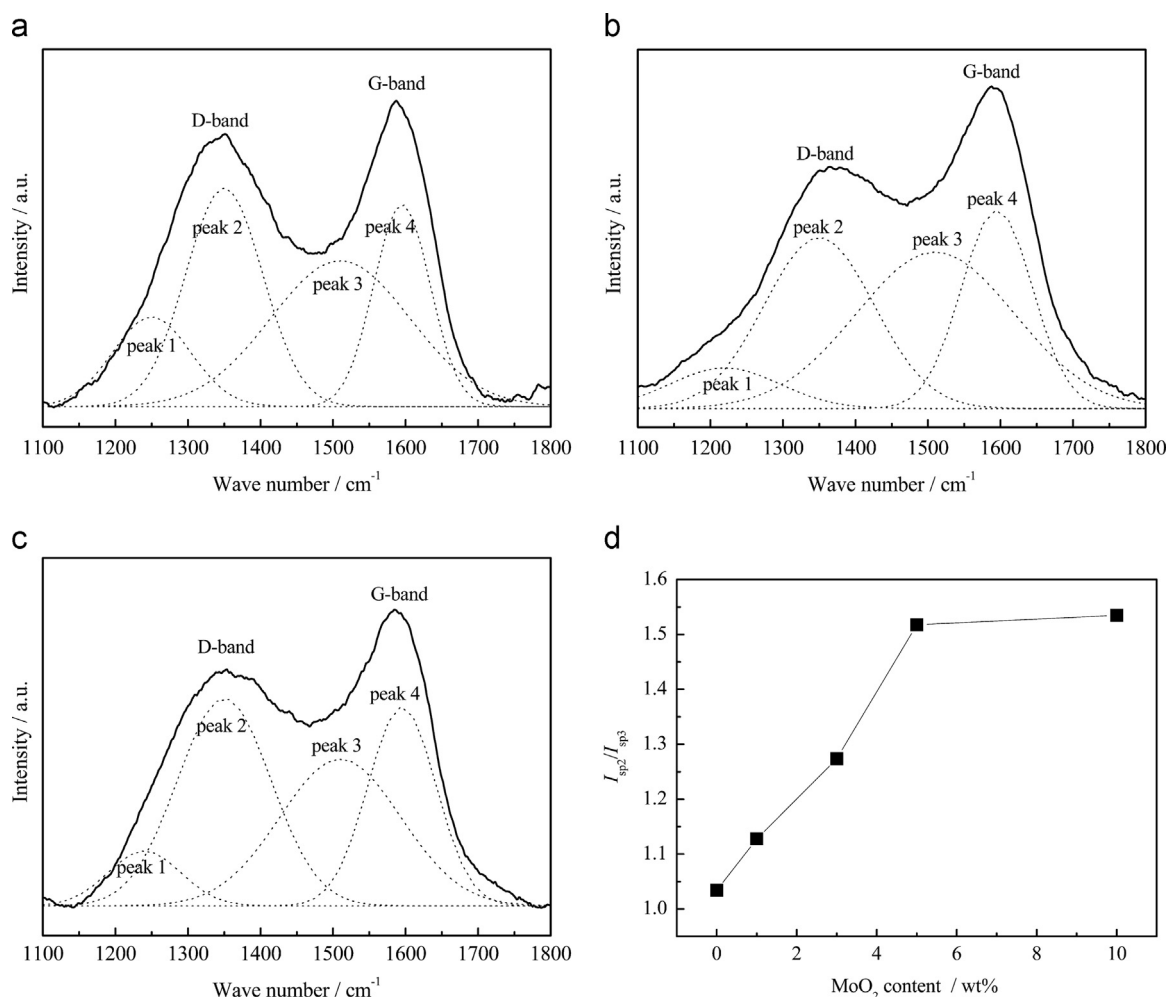 a
D-band
G-band
peak 2
peak 4
peak 3
peak 1
Intensity / a.u.
1100 1200 1300 1400 1500 1600 1700 1800
Wave number / cm⁻¹
b
G-band
D-band
peak 4
peak 2
peak 3
peak 1
Intensity / a.u.
1100 1200 1300 1400 1500 1600 1700 1800
Wave number / cm⁻¹
c
G-band
D-band
peak 4
peak 2
peak 3
peak 1
Intensity / a.u.
1100 1200 1300 1400 1500 1600 1700 1800
Wave number / cm⁻¹
d
1.6
1.5
1.4
1.3
1.2
1.1
1.0
I sp2/I sp3
0 2 4 6 8 10
MoO₂ content / wt%